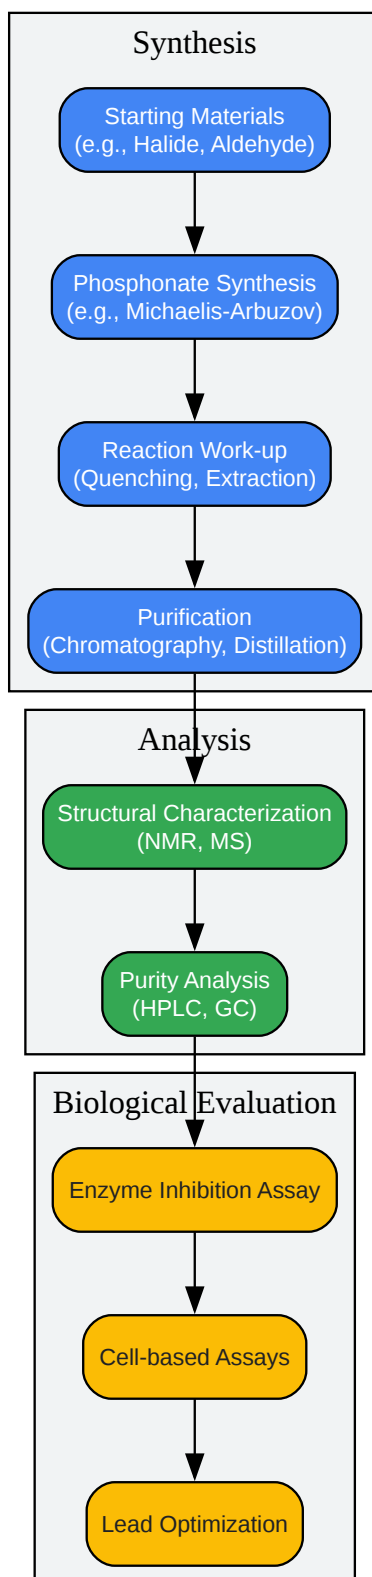 Synthesis
Starting Materials
(e.g., Halide, Aldehyde)
Phosphonate Synthesis
(e.g., Michaelis-Arbuzov)
Reaction Work-up
(Quenching, Extraction)
Purification
(Chromatography, Distillation)
Analysis
Structural Characterization
(NMR, MS)
Purity Analysis
(HPLC, GC)
Biological Evaluation
Enzyme Inhibition Assay
Cell-based Assays
Lead Optimization